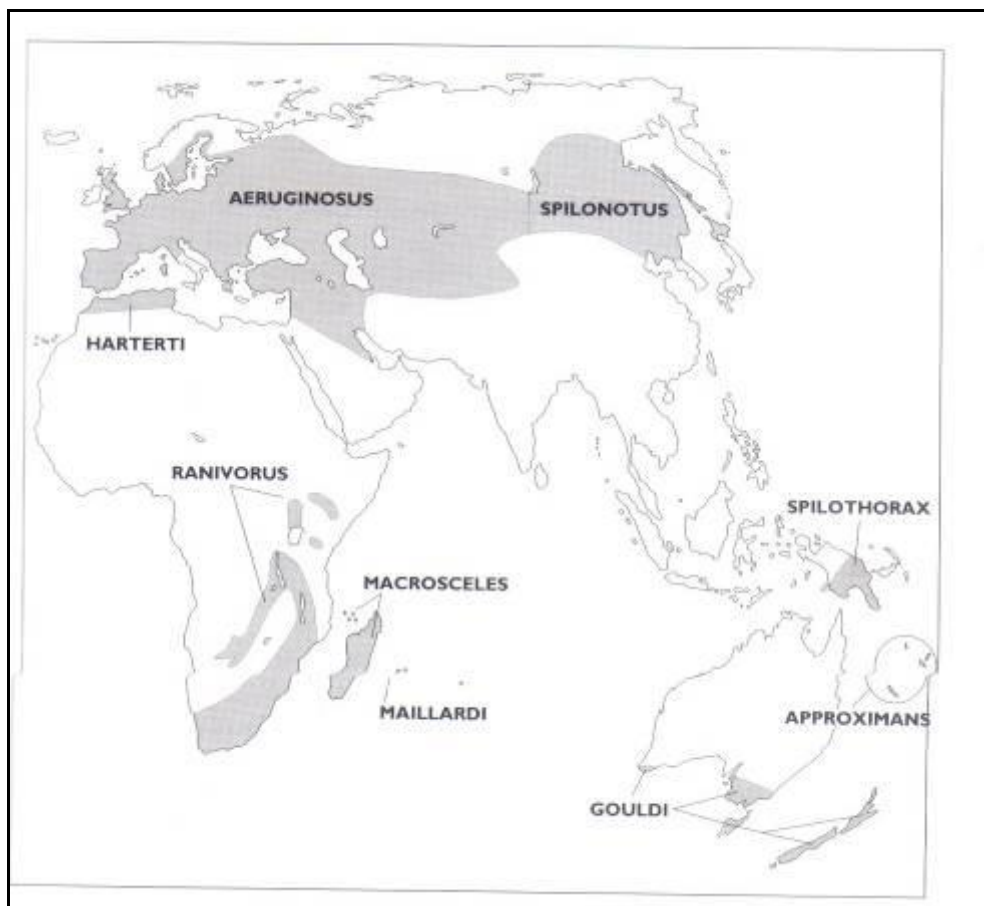 AERUGINOSUS
SPILONOTUS
HARTERTI
RANIVORUS
SPILOTHORAX
MACROSCELES
MAILLARDI
APPROXIMANS
GOULDI